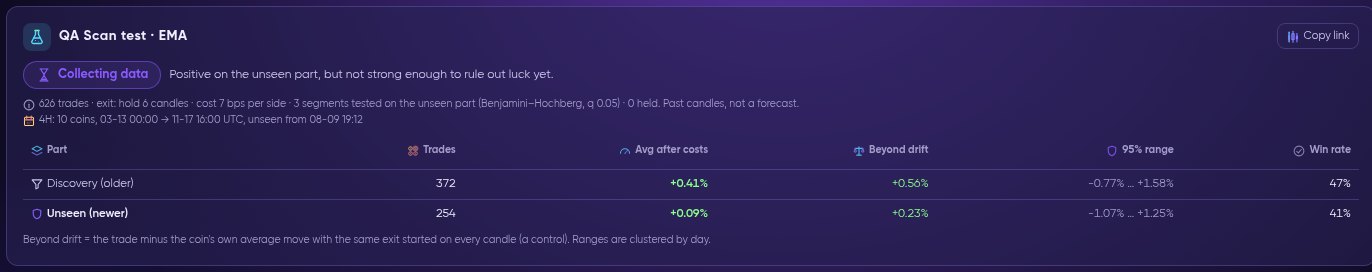 QA Scan test · EMA
Copy link
Collecting data Positive on the unseen part, but not strong enough to rule out luck yet.
626 trades · exit: hold 6 candles · cost 7 bps per side · 3 segments tested on the unseen part (Benjamini–Hochberg, q 0.05) · 0 held. Past candles, not a forecast.
4H: 10 coins, 03-13 00:00 → 11-17 16:00 UTC, unseen from 08-09 19:12
Part Trades Avg after costs Beyond drift 95% range Win rate
Discovery (older) 372 +0.41% +0.56% -0.77% … +1.58% 47%
Unseen (newer) 254 +0.09% +0.23% -1.07% … +1.25% 41%
Beyond drift = the trade minus the coin's own average move with the same exit started on every candle (a control). Ranges are clustered by day.